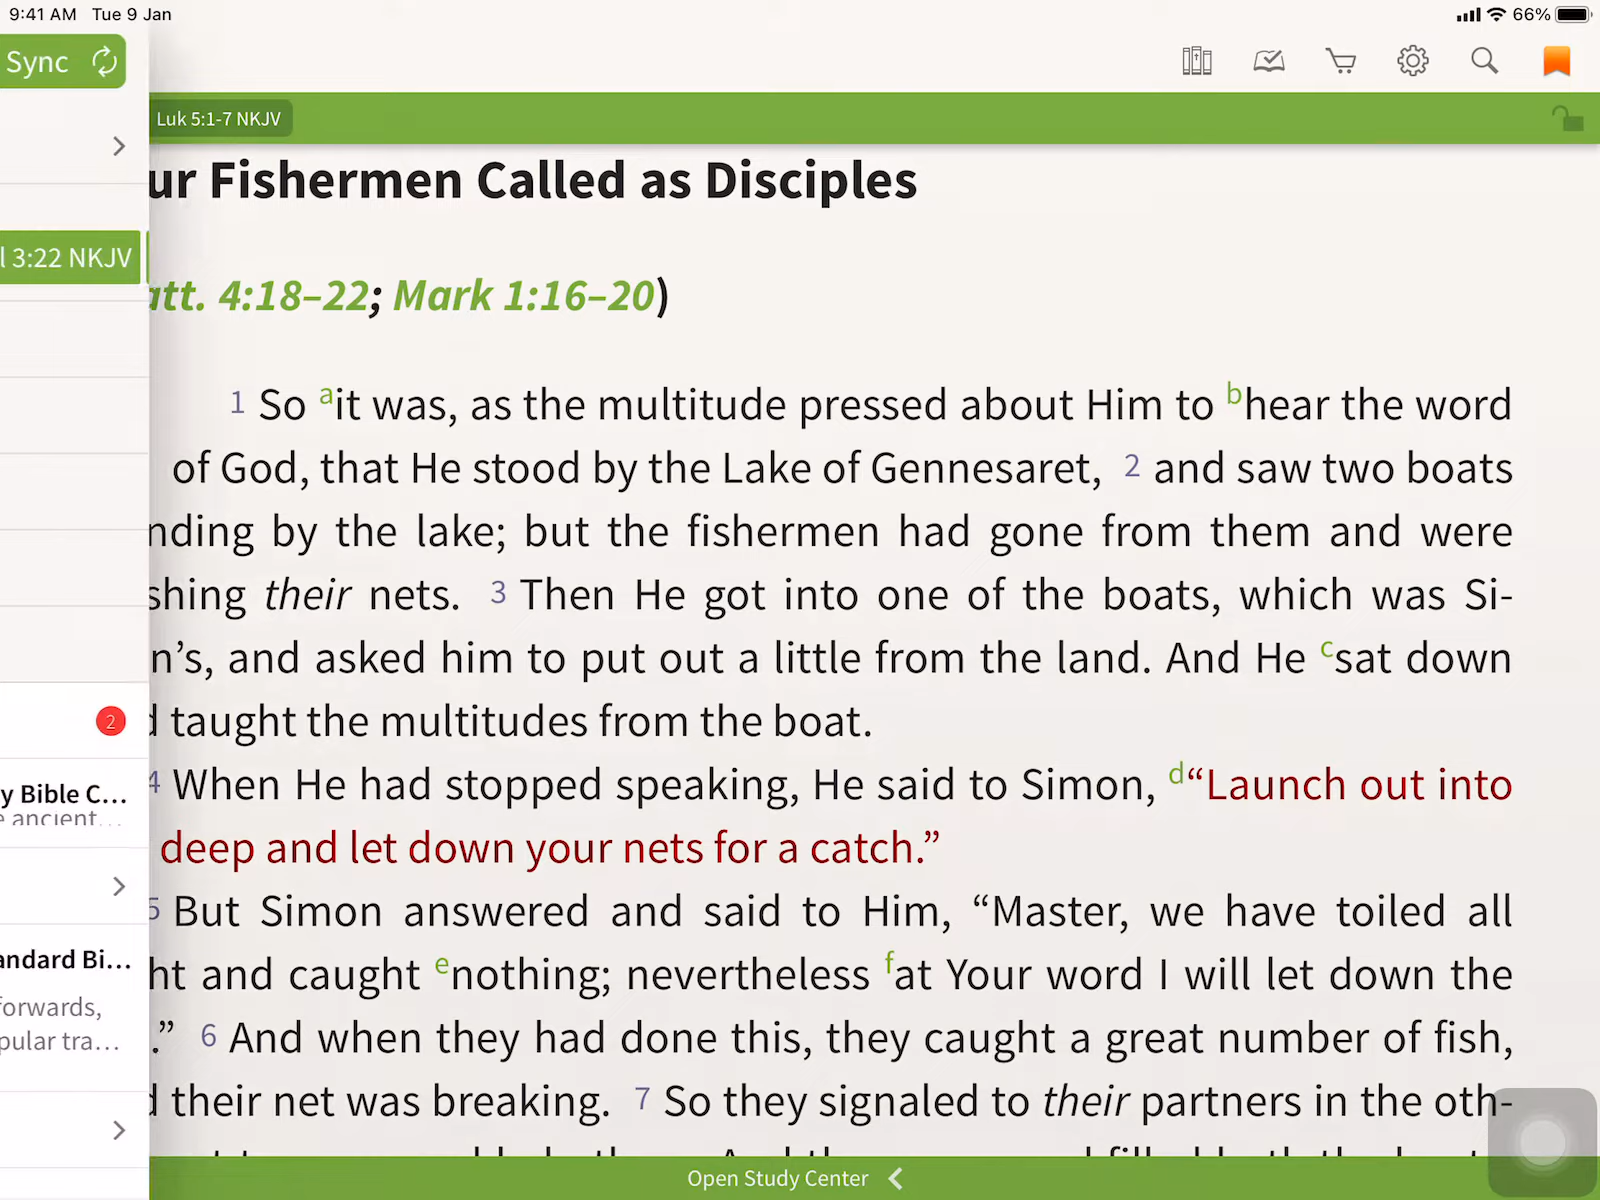 9:41 AM Tue 9 Jan
66%
Sync
Luk 5:1-7 NKJV
3:22 NKJV
2
y Bible C...
ancient...
andard Bi...
forwards,
pular tra...
ur Fishermen Called as Disciples
att. 4:18–22; Mark 1:16–20)
1 So ait was, as the multitude pressed about Him to bhear the word
of God, that He stood by the Lake of Gennesaret, 2 and saw two boats
nding by the lake; but the fishermen had gone from them and were
shing their nets. 3 Then He got into one of the boats, which was Si-
n’s, and asked him to put out a little from the land. And He csat down
d taught the multitudes from the boat.
4 When He had stopped speaking, He said to Simon, d“Launch out into
deep and let down your nets for a catch.”
5 But Simon answered and said to Him, “Master, we have toiled all
ht and caught enothing; nevertheless fat Your word I will let down the
.” 6 And when they had done this, they caught a great number of fish,
d their net was breaking. 7 So they signaled to their partners in the oth-
Open Study Center